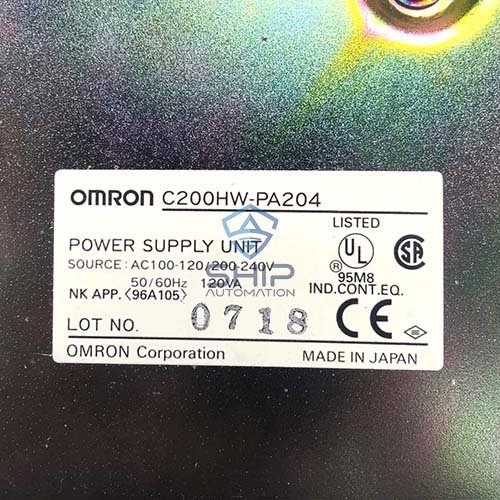 OMRON C200HW-PA204
LISTED
POWER SUPPLY UNIT
UL
®
SA
SOURCE: AC100-120/200-240V
50/60Hz 120VA
95M8
IND.CONT.EQ.
NK APP. <96A105>
LOT NO. 0718
CE
OMRON Corporation
MADE IN JAPAN
SHIP
AUTOMATION